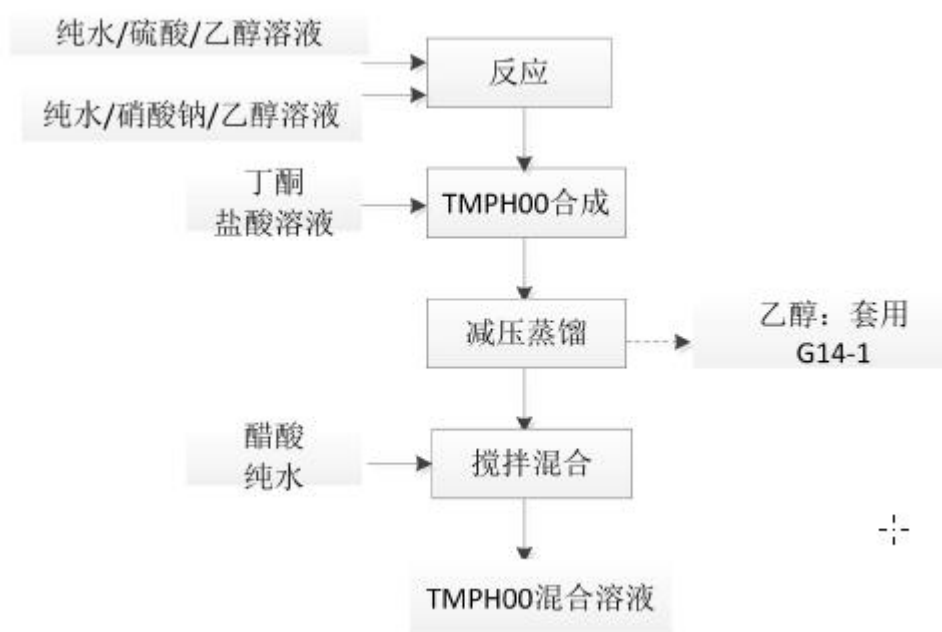 纯水/硫酸/乙醇溶液
反应
纯水/硝酸钠/乙醇溶液
丁酮
盐酸溶液
TMPH00合成
减压蒸馏
乙醇：套用
G14-1
醋酸
纯水
搅拌混合
TMPH00混合溶液